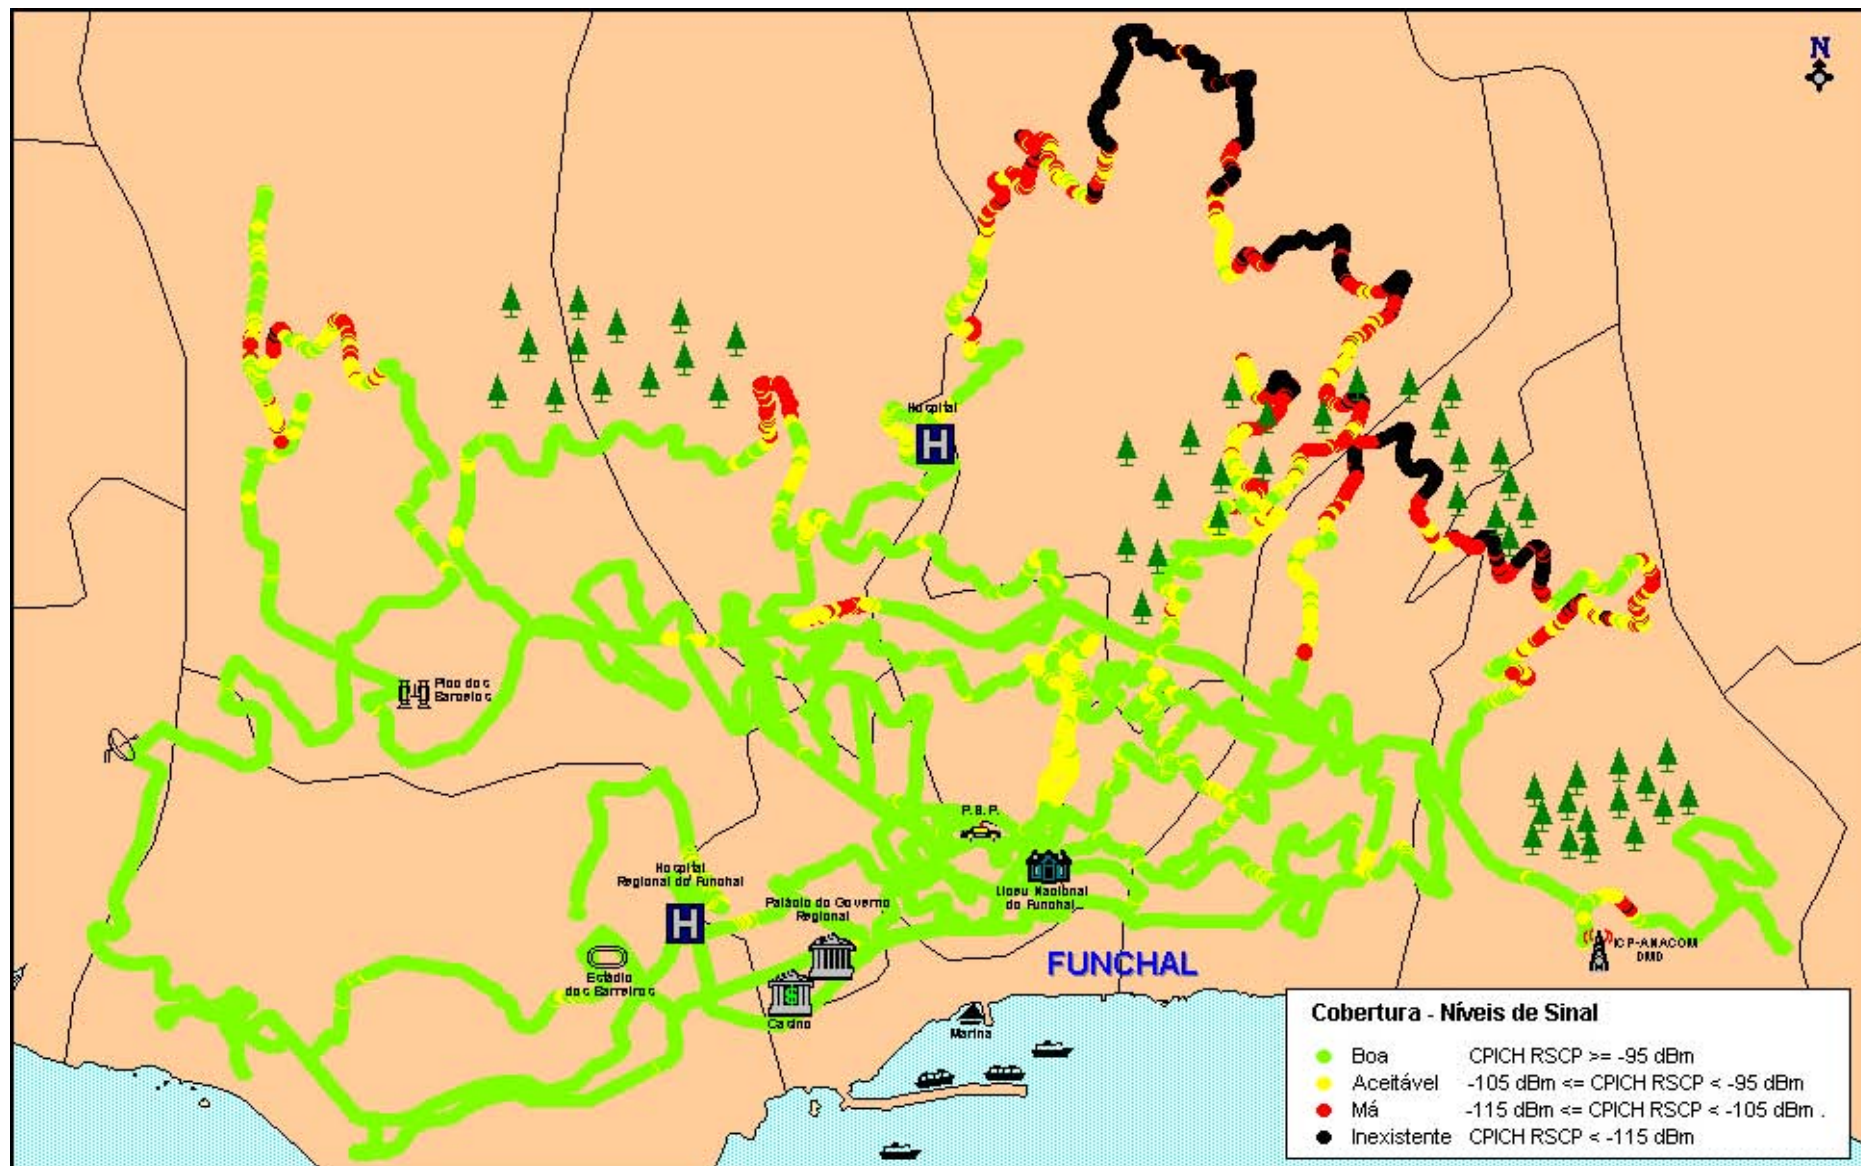 N
Hospital
H
Pico dos
Barreiros
P.S.P.
Hospital
Regional do Funchal
Liceu Nacional
do Funchal
Palácio do Governo
Regional
H
ICP-ANACOM
FUNCHAL
Estádio
dos Barreiros
$
Casino
Marina
Cobertura - Níveis de Sinal
Boa CPICH RSCP >= -95 dBm
Aceitável -105 dBm <= CPICH RSCP < -95 dBm
Má -115 dBm <= CPICH RSCP < -105 dBm .
Inexistente CPICH RSCP < -115 dBm